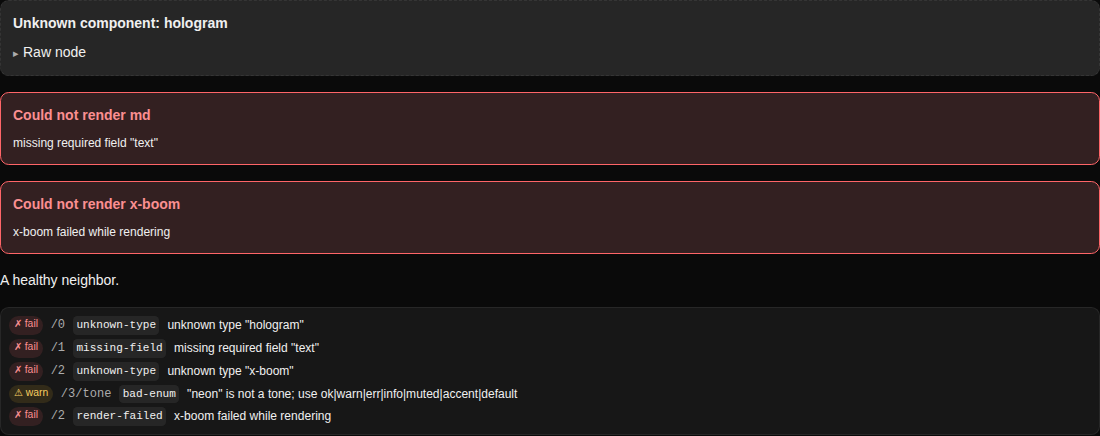 Unknown component: hologram
▸ Raw node
Could not render md
missing required field "text"
Could not render x-boom
x-boom failed while rendering
A healthy neighbor.
✗ fail /0 unknown-type unknown type "hologram"
✗ fail /1 missing-field missing required field "text"
✗ fail /2 unknown-type unknown type "x-boom"
⚠ warn /3/tone bad-enum "neon" is not a tone; use ok|warn|err|info|muted|accent|default
✗ fail /2 render-failed x-boom failed while rendering